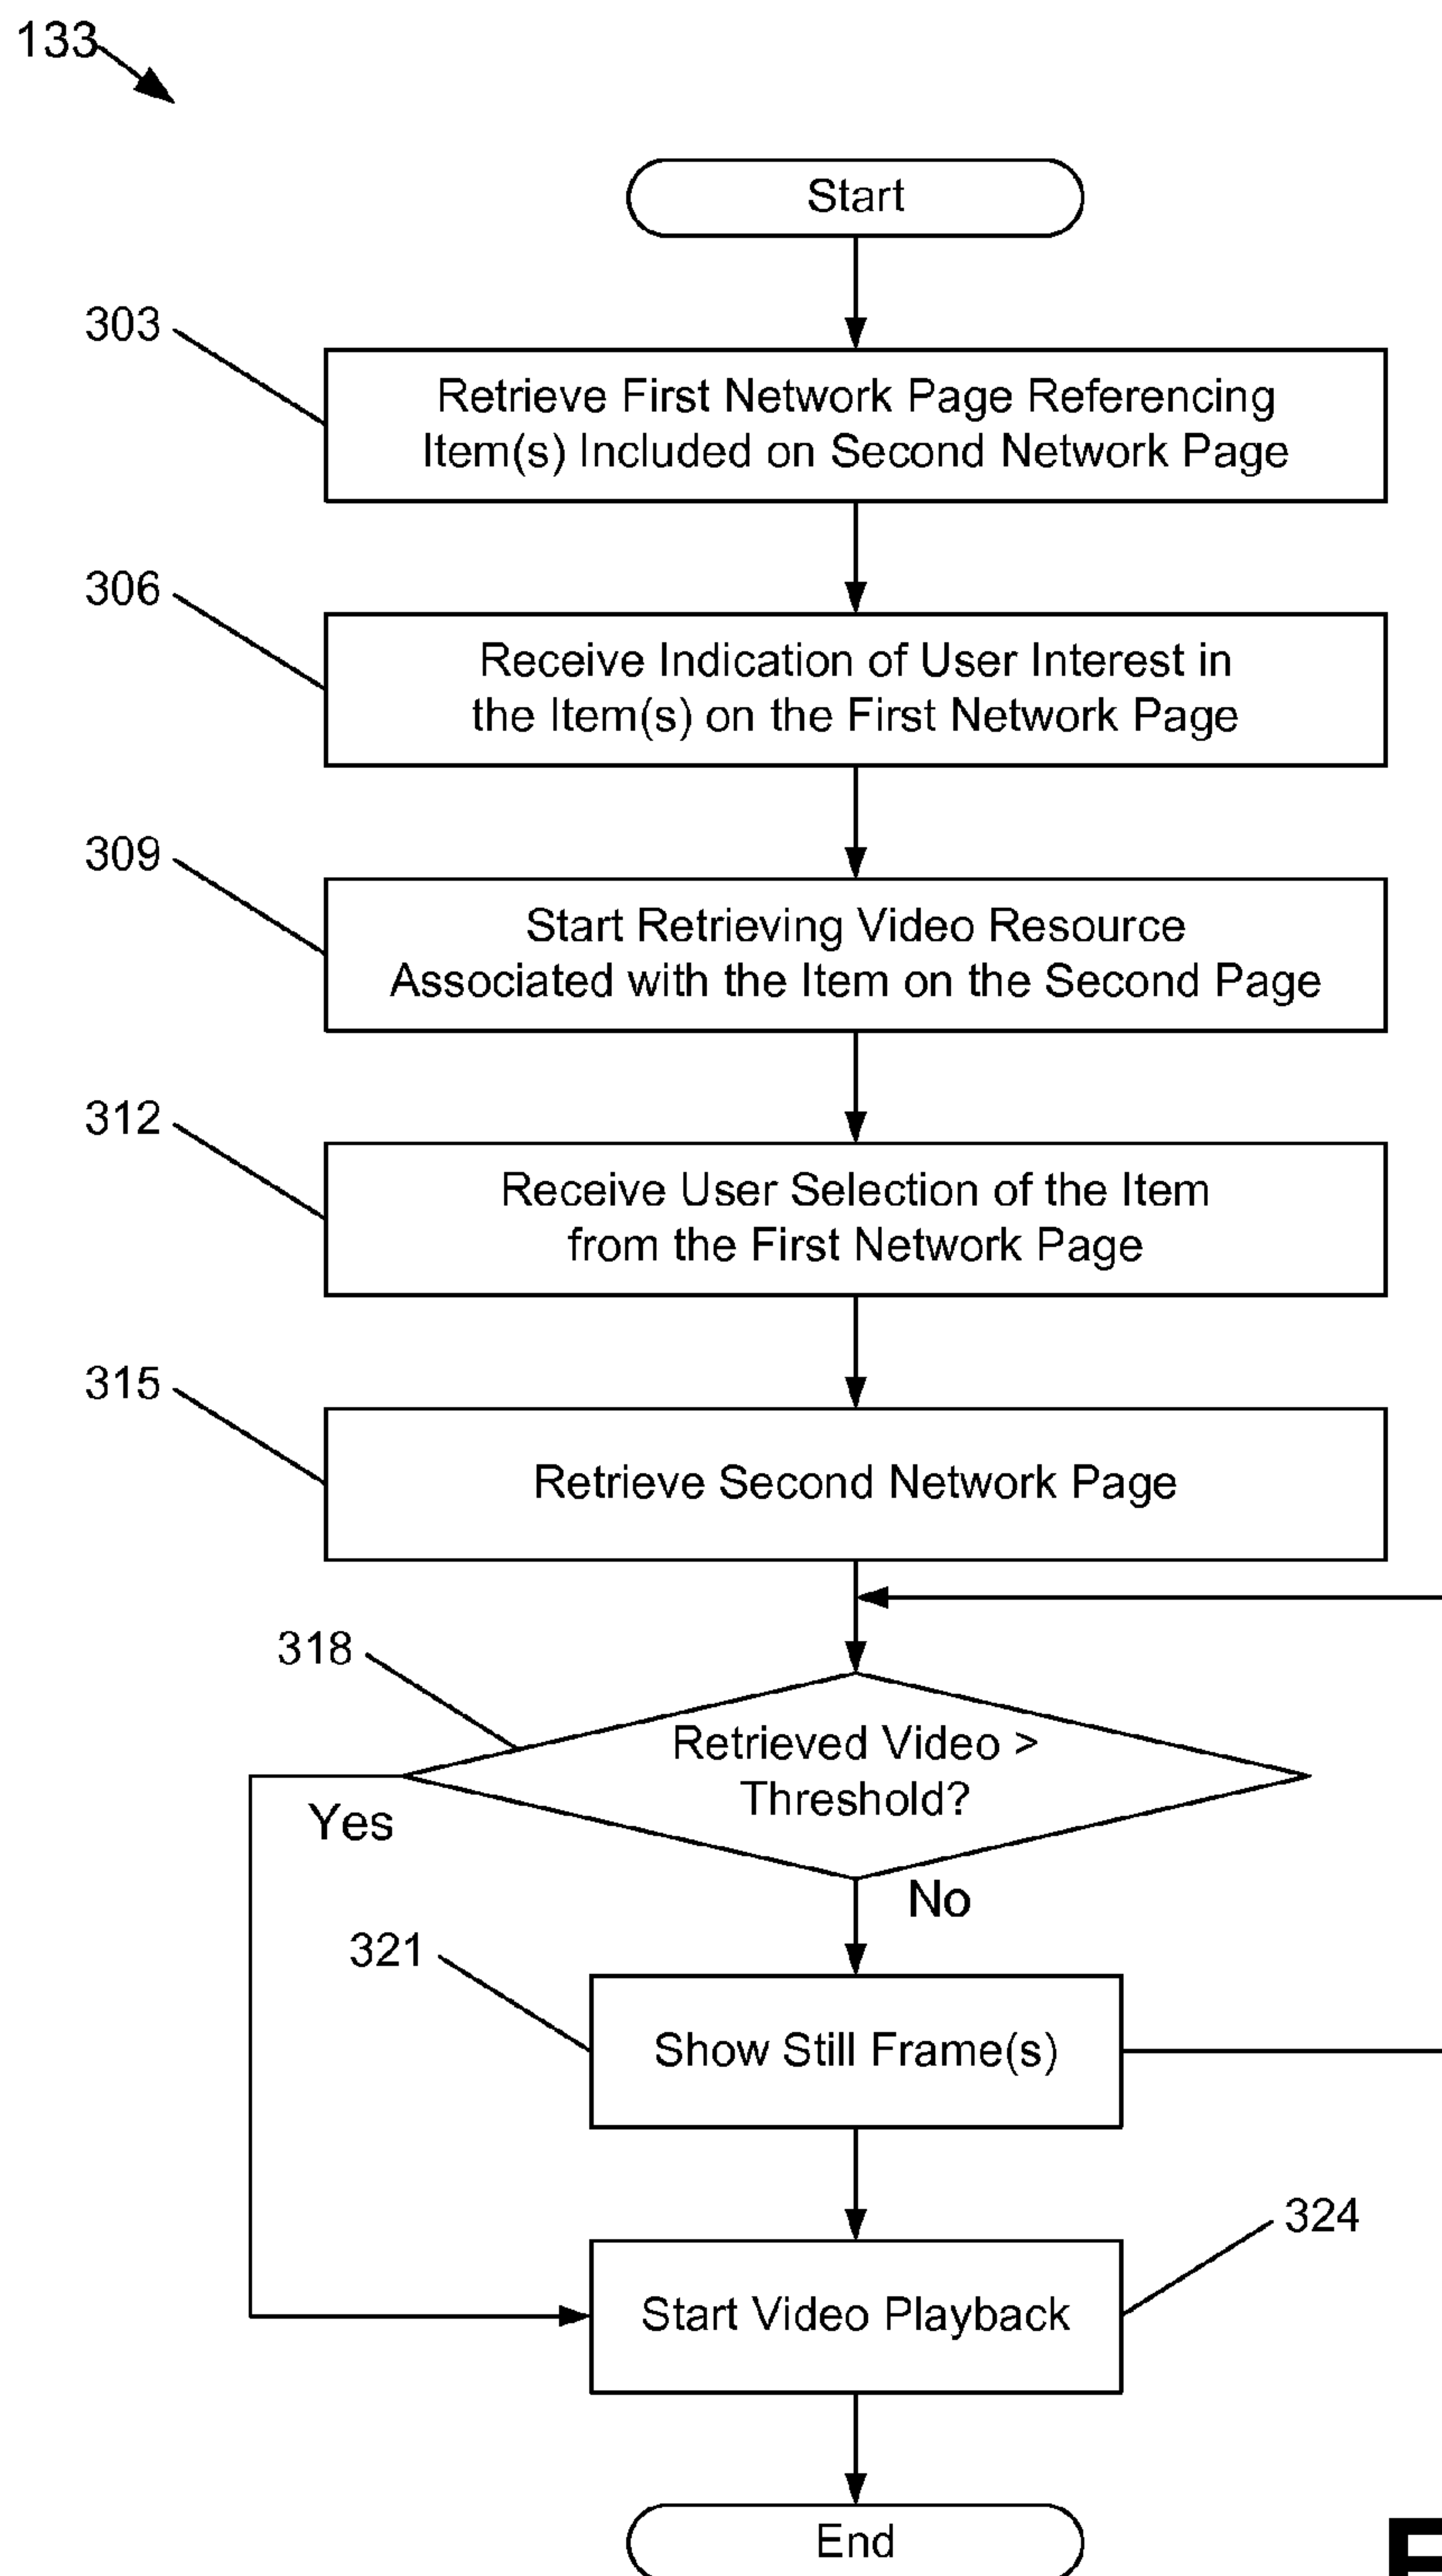 133
Start
303
Retrieve First Network Page Referencing
Item(s) Included on Second Network Page
306
Receive Indication of User Interest in
the Item(s) on the First Network Page
309
Start Retrieving Video Resource
Associated with the Item on the Second Page
312
Receive User Selection of the Item
from the First Network Page
315
Retrieve Second Network Page
318
Retrieved Video >
Threshold?
Yes
No
321
Show Still Frame(s)
324
Start Video Playback
End